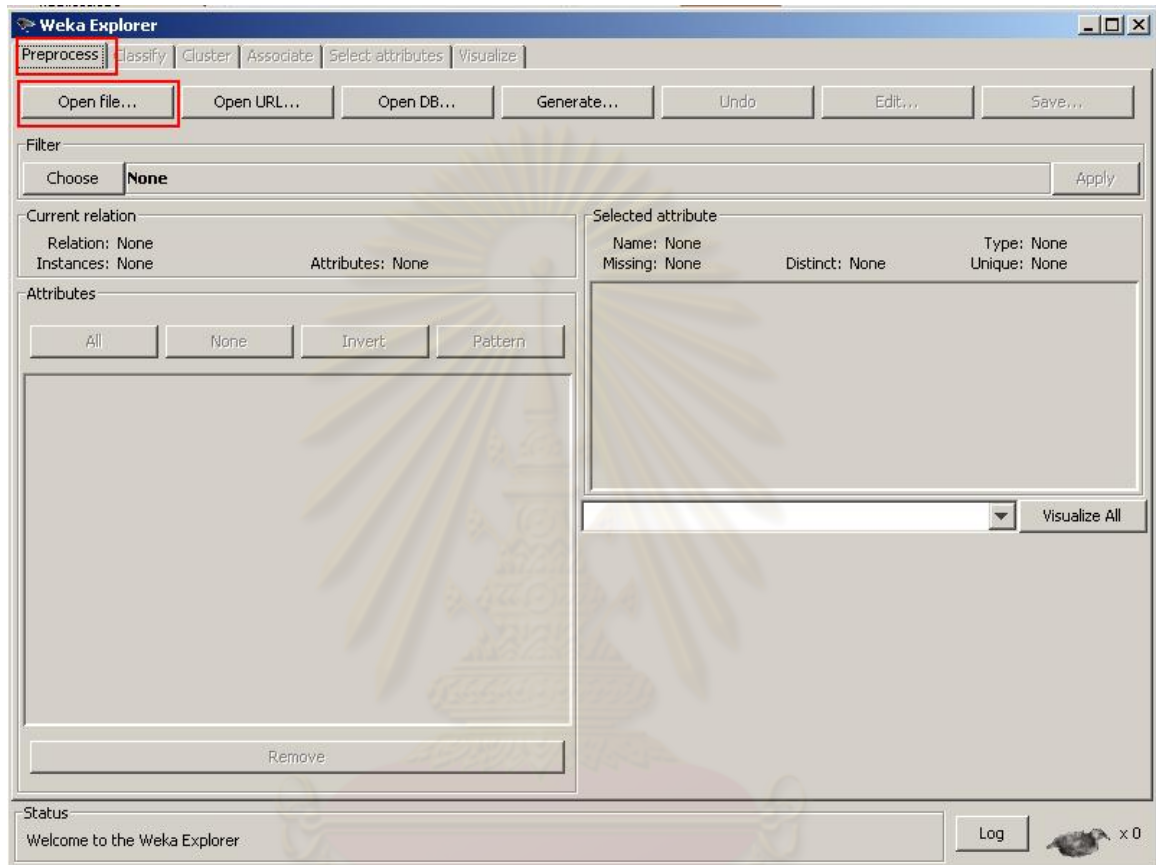 Weka Explorer
Preprocess Classify Cluster Associate Select attributes Visualize
Open file... Open URL... Open DB... Generate... Undo Edit... Save...
Filter
Choose None Apply
Current relation
Relation: None
Instances: None Attributes: None
Selected attribute
Name: None Type: None
Missing: None Distinct: None Unique: None
Attributes
All None Invert Pattern
Visualize All
Remove
Status
Welcome to the Weka Explorer
Log x 0